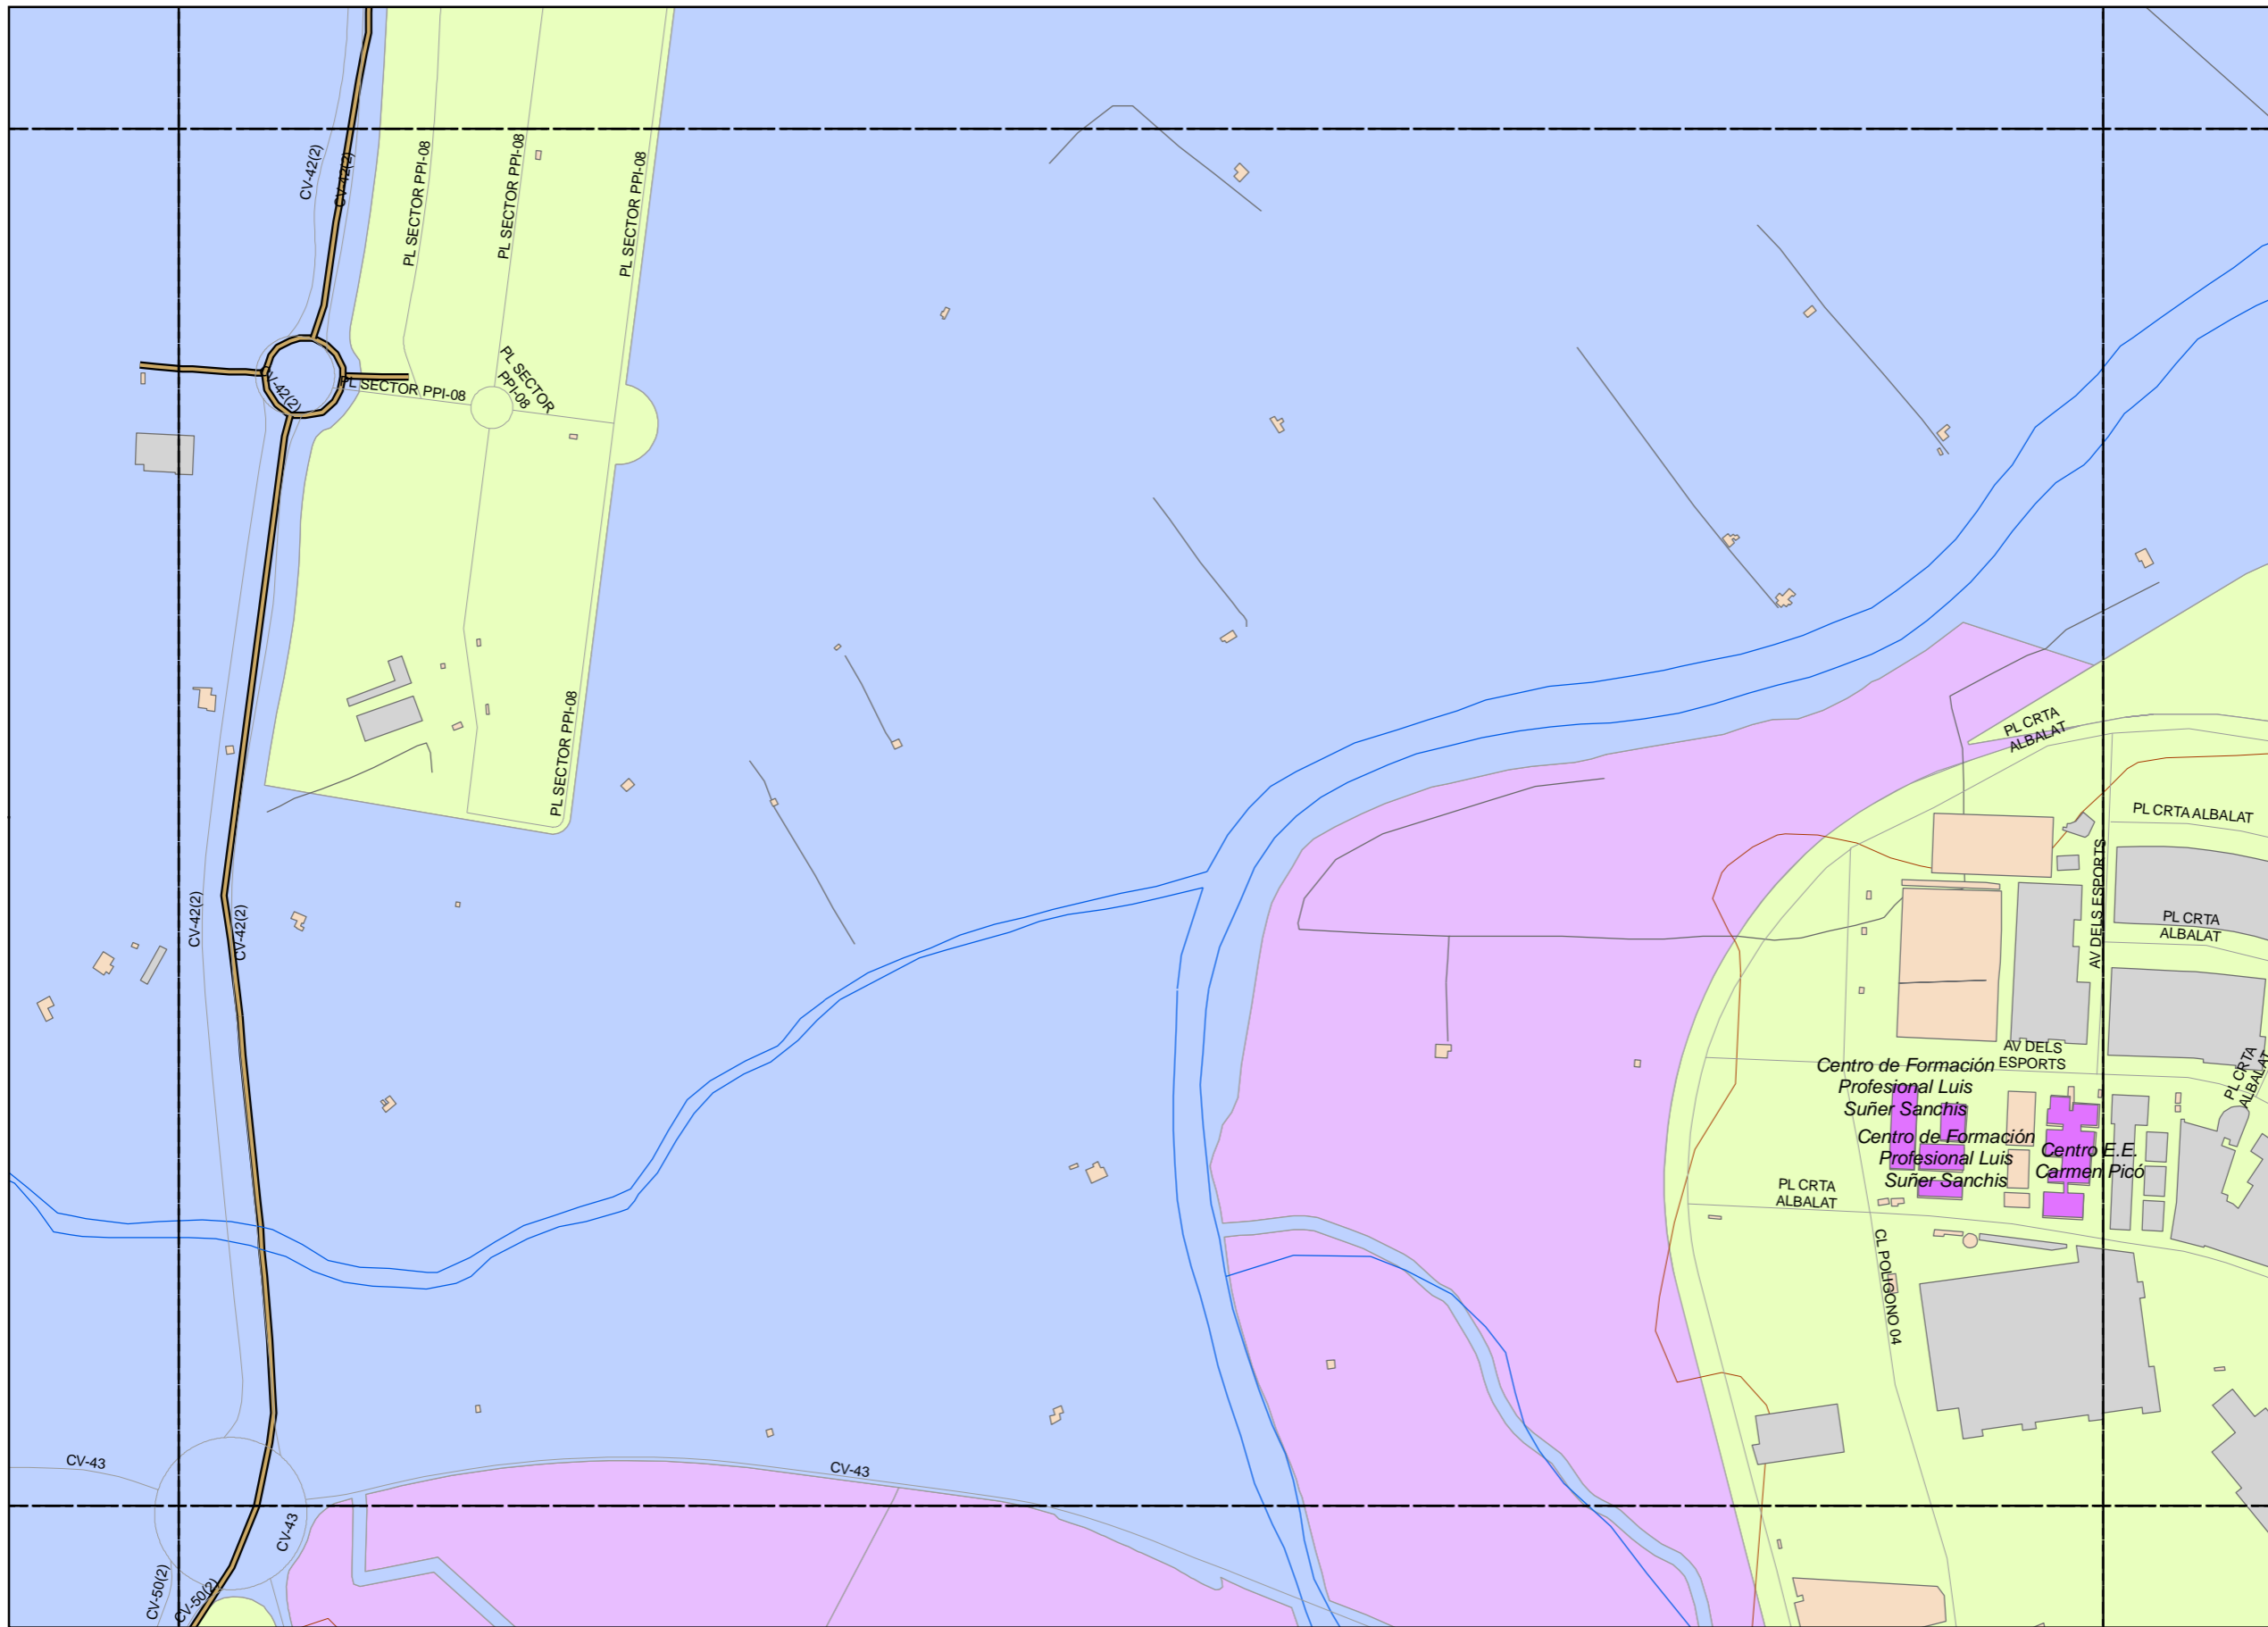 CV-42(2)
CV-42(2)
PL SECTOR PPI-08
PL SECTOR PPI-08
PL SECTOR PPI-08
CV-42(2)
PL SECTOR PPI-08
PL SECTOR
PPI-08
PL SECTOR PPI-08
PL CRTA
ALBALAT
PL CRTA ALBALAT
AV DELS ESPORTS
PL CRTA
ALBALAT
CV-42(2)
CV-42(2)
AV DELS
ESPORTS
PL CRTA
ALBALAT
Centro de Formación
Profesional Luis
Suñer Sanchis
Centro de Formación
Profesional Luis
Suñer Sanchis
Centro E.E.
Carmen Picó
PL CRTA
ALBALAT
CL POLIGONO 04
CV-43
CV-43
CV-43
CV-50(2)
CV-50(2)